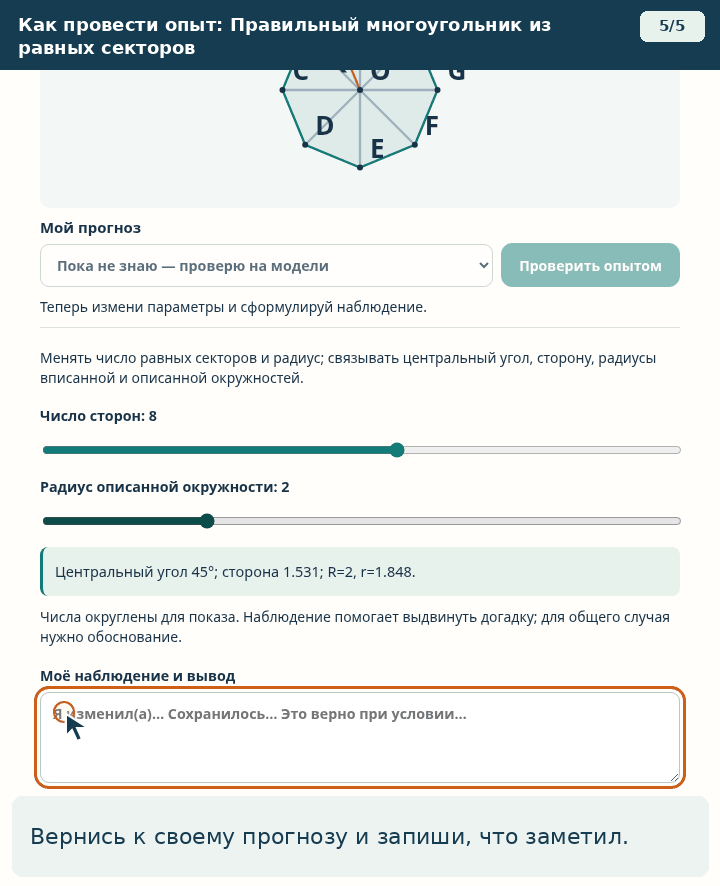 Как провести опыт: Правильный многоугольник из
равных секторов
5/5
C
O
G
D
F
E
Мой прогноз
Пока не знаю — проверю на модели
Проверить опытом
Теперь измени параметры и сформулируй наблюдение.
Менять число равных секторов и радиус; связывать центральный угол, сторону, радиусы
вписанной и описанной окружностей.
Число сторон: 8
Радиус описанной окружности: 2
Центральный угол 45°; сторона 1.531; R=2, r=1.848.
Числа округлены для показа. Наблюдение помогает выдвинуть догадку; для общего случая
нужно обоснование.
Моё наблюдение и вывод
Я изменил(а)... Сохранилось... Это верно при условии...
Вернись к своему прогнозу и запиши, что заметил.